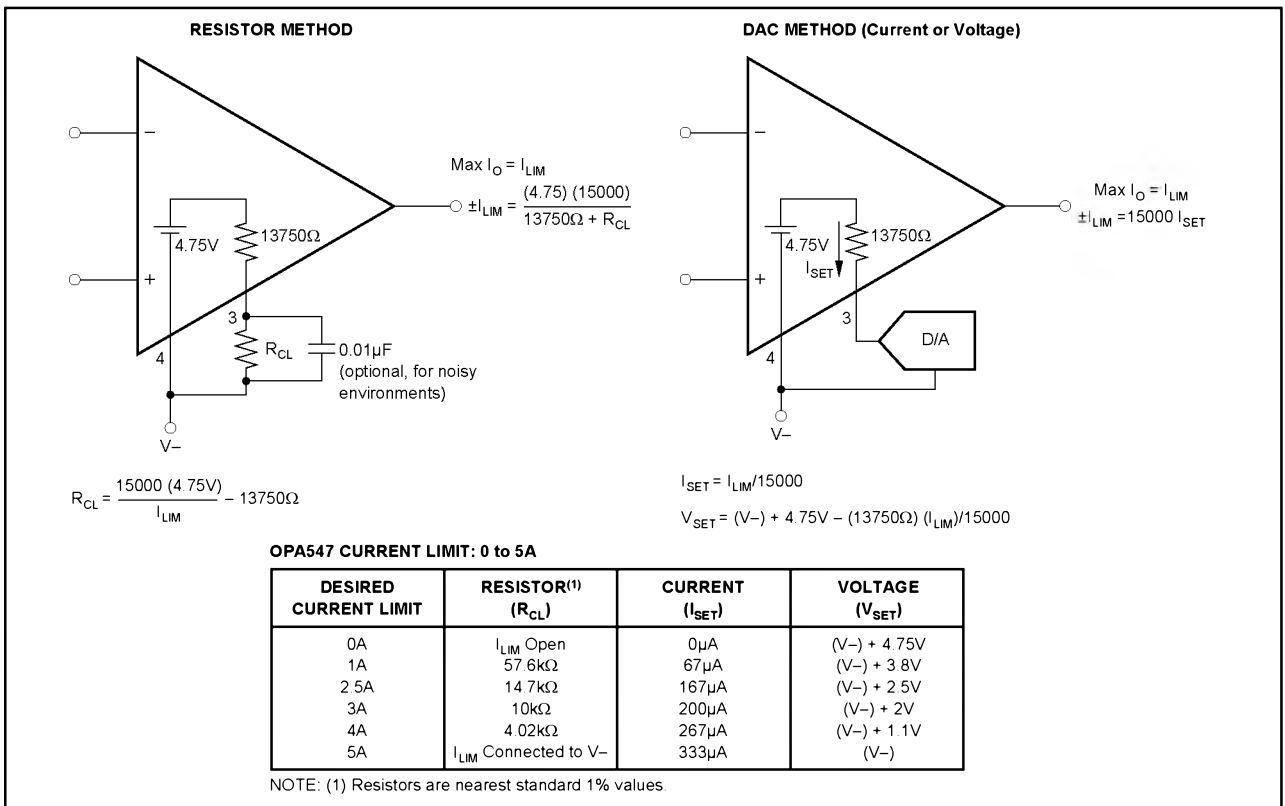 RESISTOR METHOD
−
+
4.75V
13750Ω
3
4
R_CL
0.01µF
(optional, for noisy
environments)
V–
Max I_O = I_LIM
±I_LIM = (4.75) (15000) / 13750Ω + R_CL
R_CL = 15000 (4.75V) / I_LIM – 13750Ω
DAC METHOD (Current or Voltage)
−
+
4.75V
13750Ω
I_SET
3
4
D/A
V–
Max I_O = I_LIM
±I_LIM =15000 I_SET
I_SET = I_LIM/15000
V_SET = (V–) + 4.75V – (13750Ω) (I_LIM)/15000
OPA547 CURRENT LIMIT: 0 to 5A
DESIRED CURRENT LIMIT RESISTOR(1) (R_CL) CURRENT (I_SET) VOLTAGE (V_SET)
0A I_LIM Open 0µA (V–) + 4.75V
1A 57.6kΩ 67µA (V–) + 3.8V
2.5A 14.7kΩ 167µA (V–) + 2.5V
3A 10kΩ 200µA (V–) + 2V
4A 4.02kΩ 267µA (V–) + 1.1V
5A I_LIM Connected to V– 333µA (V–)
NOTE: (1) Resistors are nearest standard 1% values.